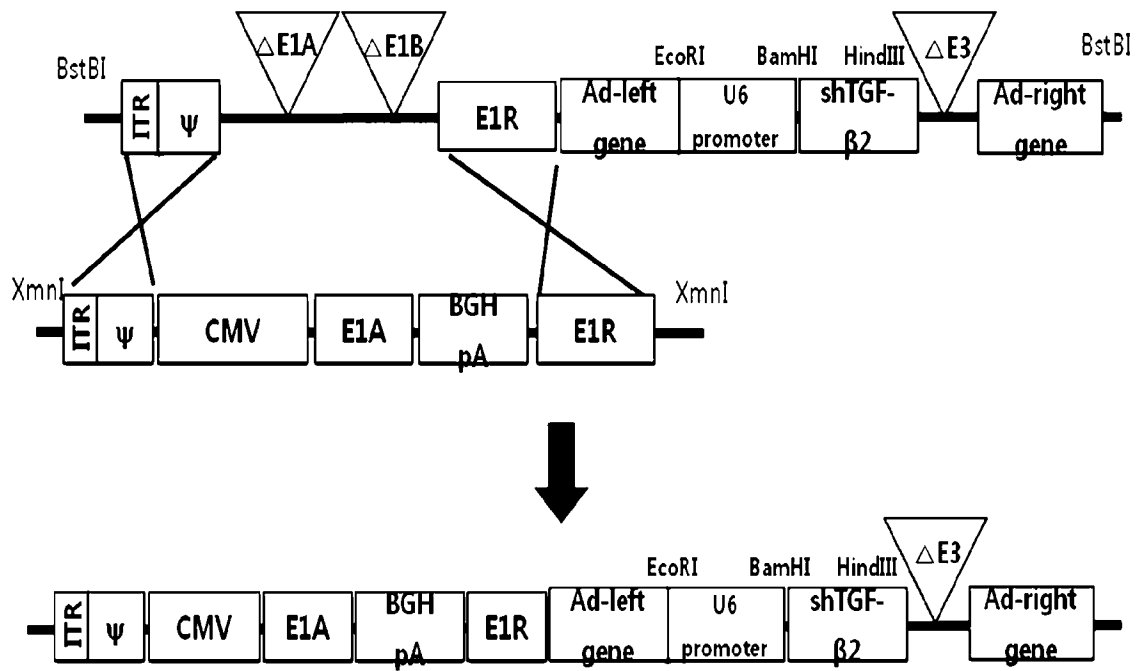 △E1A
△E1B
△E3
BstBI
EcoRI
BamHI
HindIII
BstBI
ITR
ψ
E1R
Ad-left
gene
U6
promoter
shTGF-
β2
Ad-right
gene
XmnI
XmnI
ITR
ψ
CMV
E1A
BGH
pA
E1R
△E3
EcoRI
BamHI
HindIII
ITR
ψ
CMV
E1A
BGH
pA
E1R
Ad-left
gene
U6
promoter
shTGF-
β2
Ad-right
gene